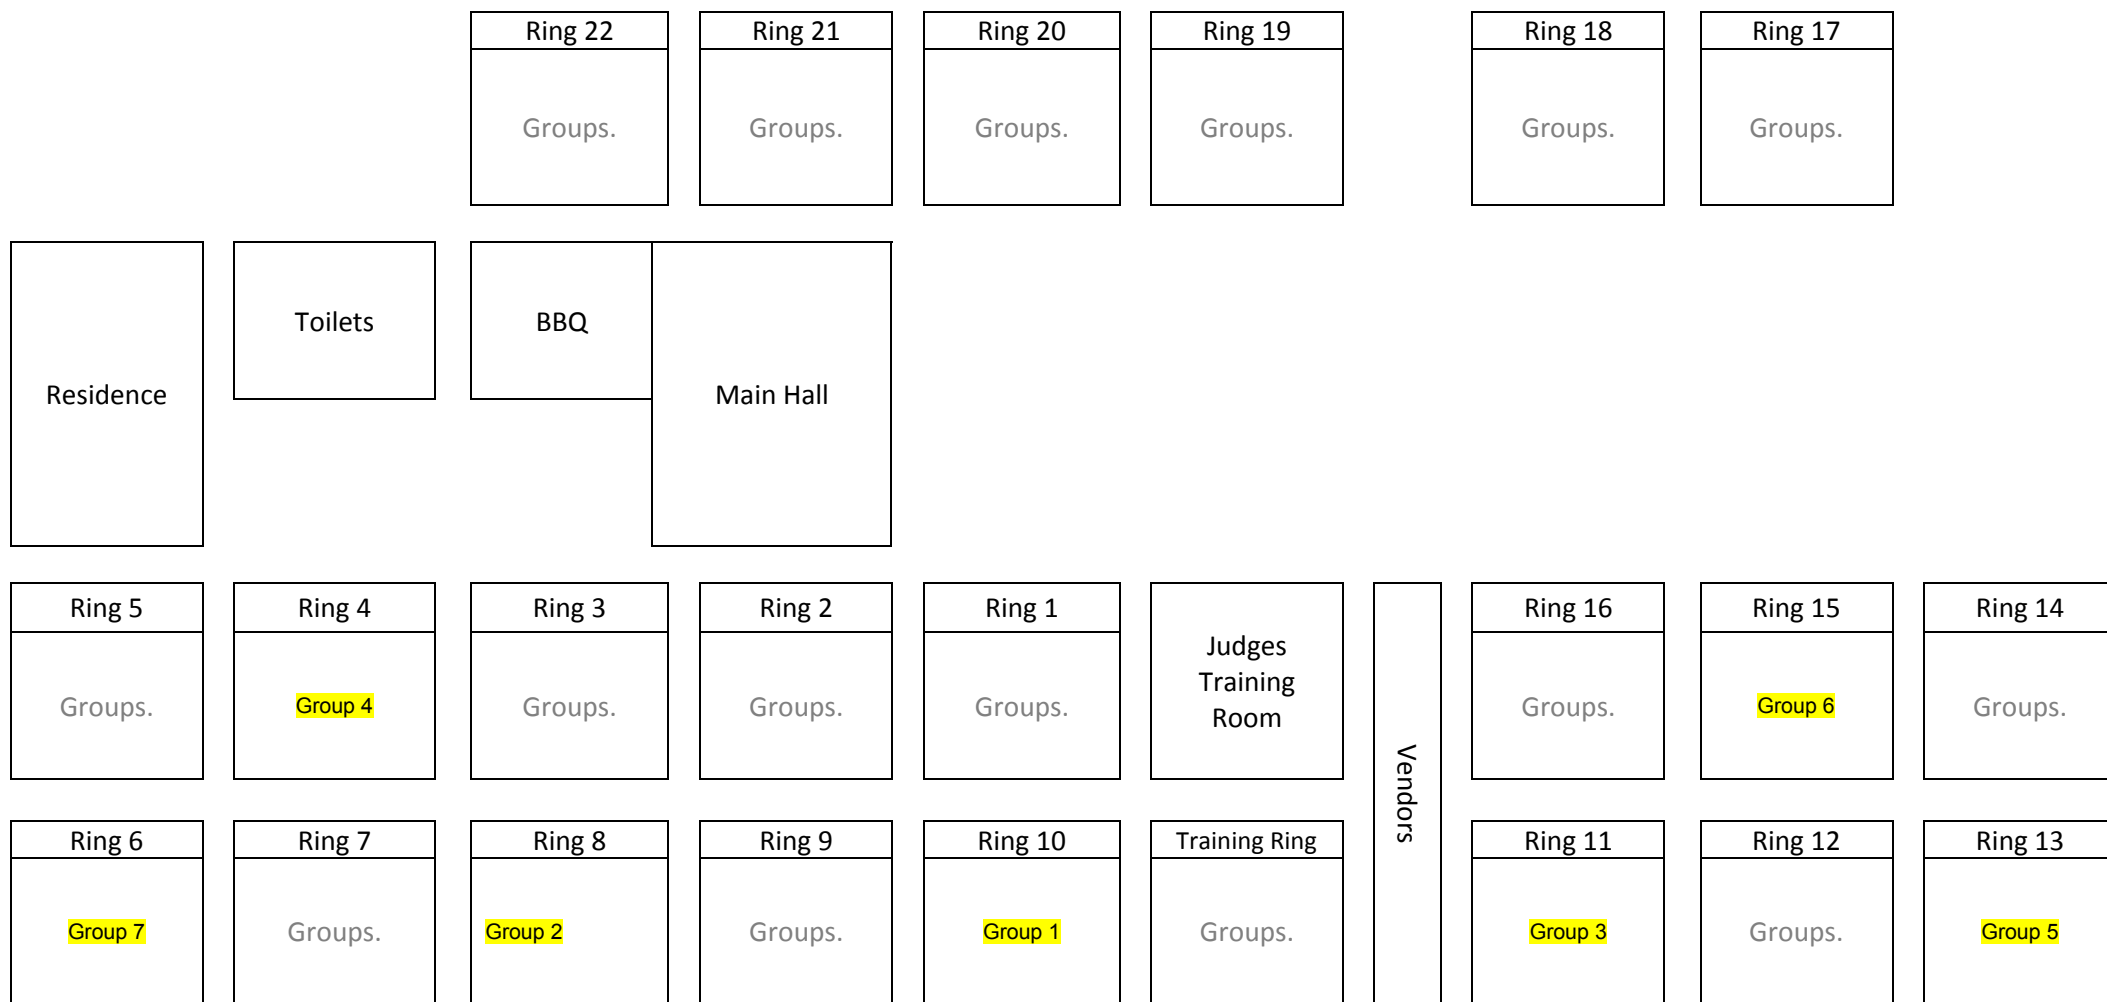 Ring 22
Ring 21
Ring 20
Ring 19
Ring 18
Ring 17
Groups.
Groups.
Groups.
Groups.
Groups.
Groups.
Residence
Toilets
BBQ
Main Hall
Ring 5
Ring 4
Ring 3
Ring 2
Ring 1
Judges
Training
Room
Vendors
Ring 16
Ring 15
Ring 14
Groups.
Group 4
Groups.
Groups.
Groups.
Groups.
Group 6
Groups.
Ring 6
Ring 7
Ring 8
Ring 9
Ring 10
Training Ring
Ring 11
Ring 12
Ring 13
Group 7
Groups.
Group 2
Groups.
Group 1
Groups.
Group 3
Groups.
Group 5